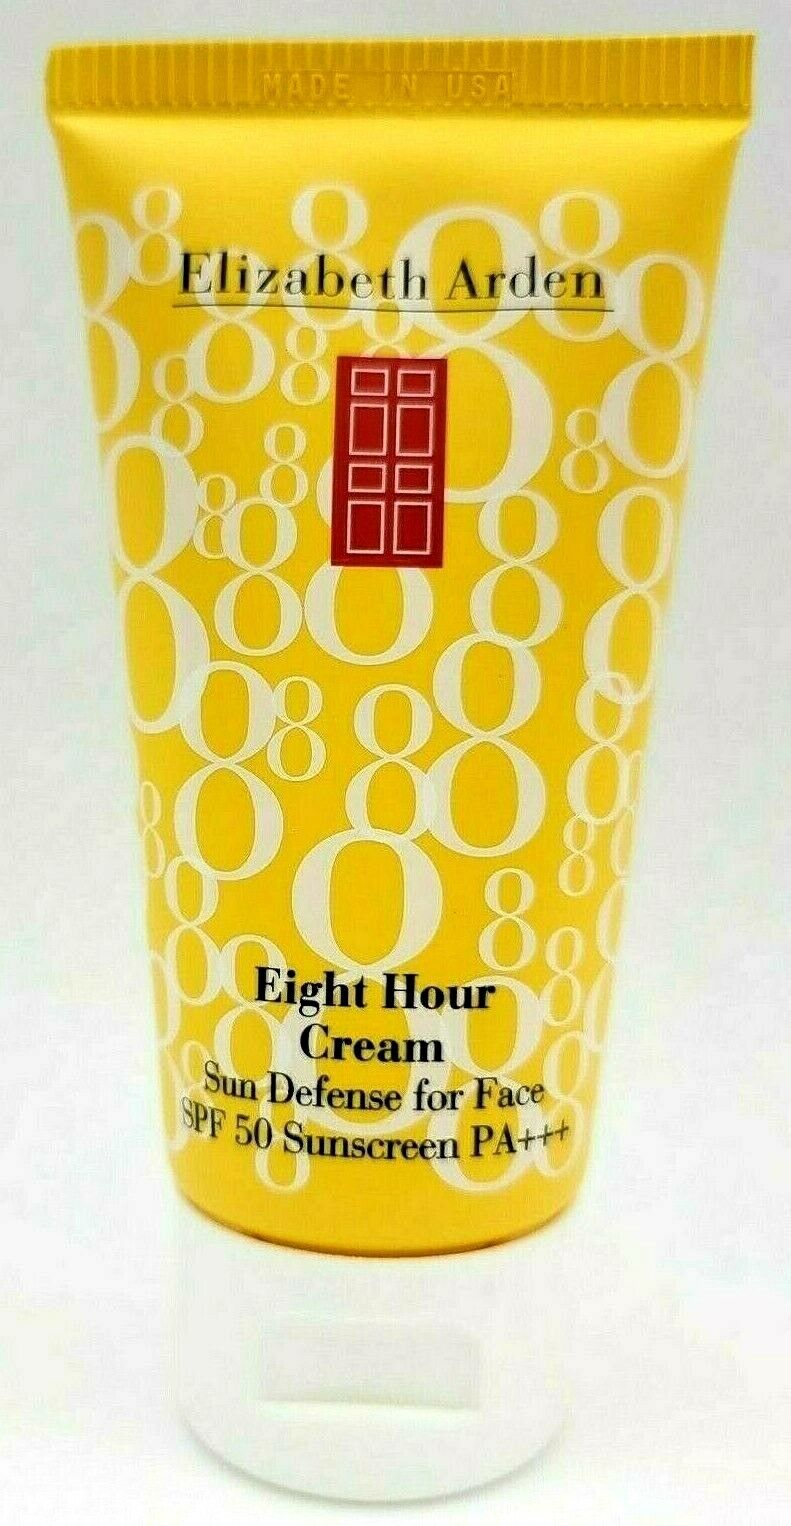 MADE IN USA
Elizabeth Arden
Eight Hour
Cream
Sun Defense for Face
SPF 50 Sunscreen PA+++